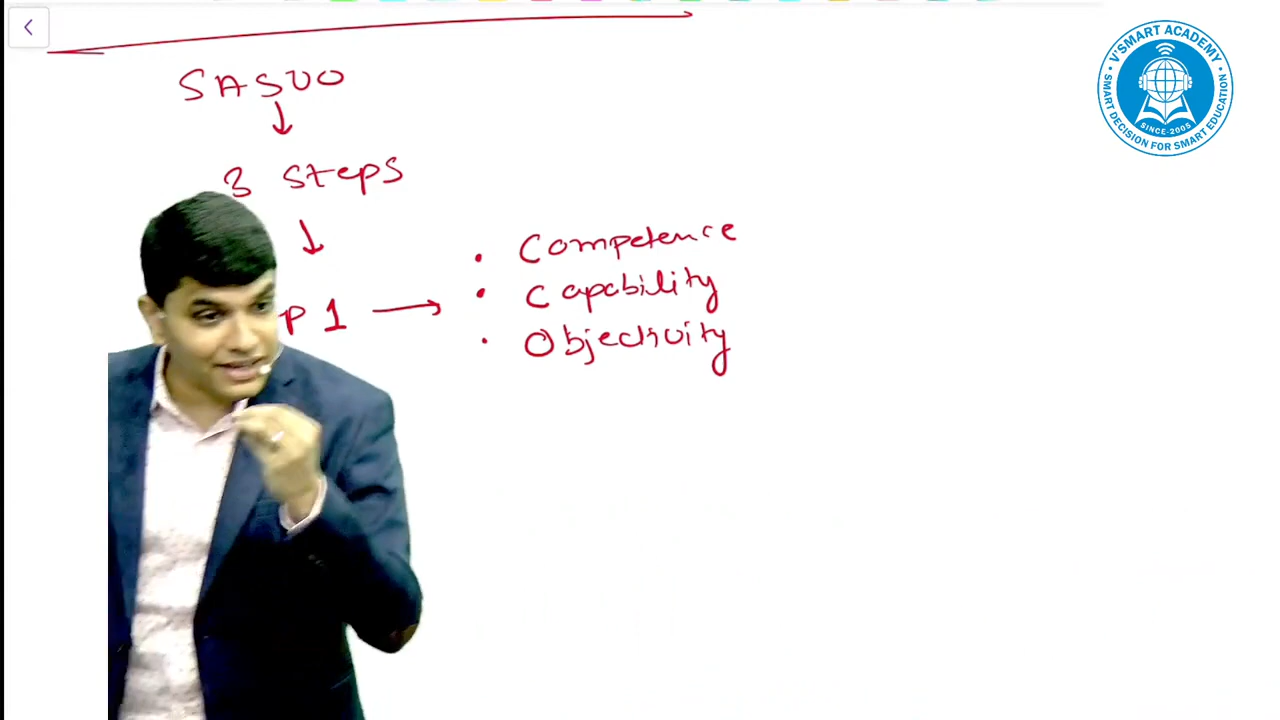 SASUO
3 steps
P 1
• Competence
• Capability
• Objectivity
V'SMART ACADEMY
SINCE-2005
SMART DECISION FOR SMART EDUCATION